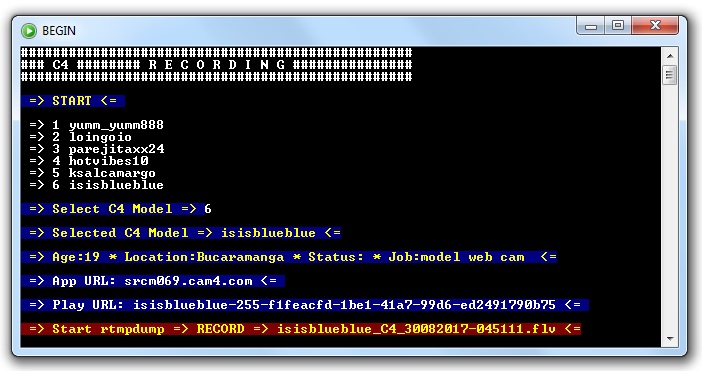 BEGIN
##################################################
### C4 ######## R E C O R D I N G ################
##################################################
=> START <=
=> 1 yumm_yumm888
=> 2 loingoio
=> 3 parejitaxx24
=> 4 hotvibes10
=> 5 ksalcamargo
=> 6 isisblueblue
=> Select C4 Model => 6
=> Selected C4 Model => isisblueblue <=
=> Age:19 * Location:Bucaramanga * Status: * Job:model web cam  <=
=> App URL: srcm069.cam4.com <=
=> Play URL: isisblueblue-255-f1feacfd-1be1-41a7-99d6-ed2491790b75 <=
=> Start rtmpdump => RECORD => isisblueblue_C4_30082017-045111.flv <=